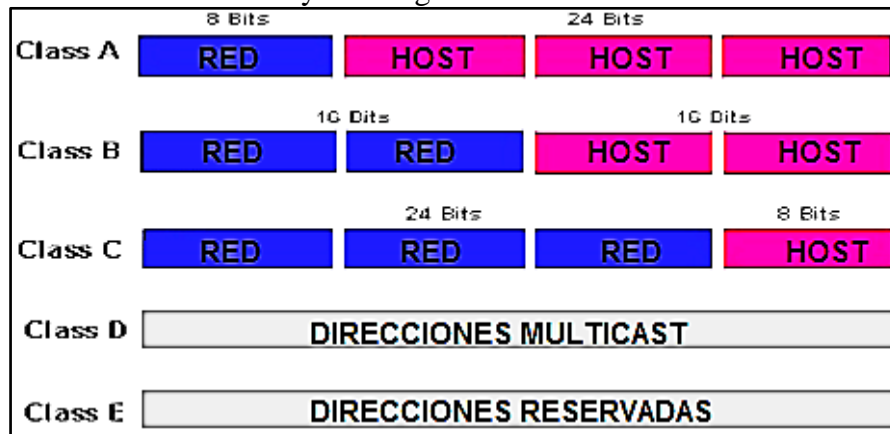 8 Bits 24 Bits
Class A RED HOST HOST HOST
16 Bits 16 Bits
Class B RED RED HOST HOST
24 Bits 8 Bits
Class C RED RED RED HOST
Class D DIRECCIONES MULTICAST
Class E DIRECCIONES RESERVADAS